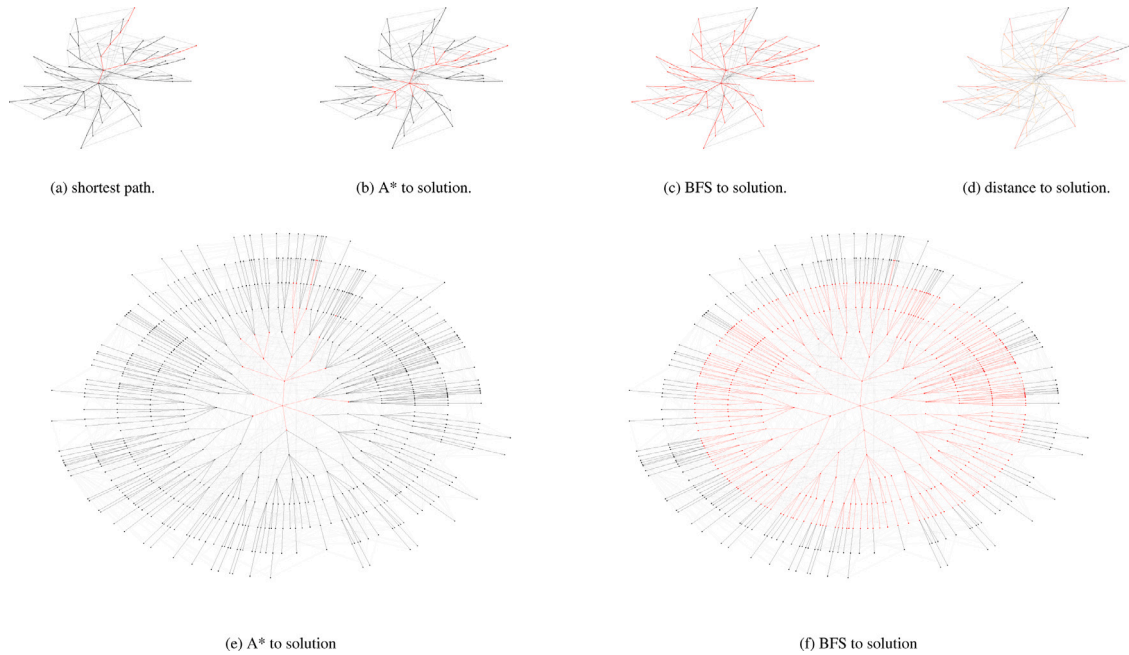 (a) shortest path.
(b) A* to solution.
(c) BFS to solution.
(d) distance to solution.
(e) A* to solution
(f) BFS to solution